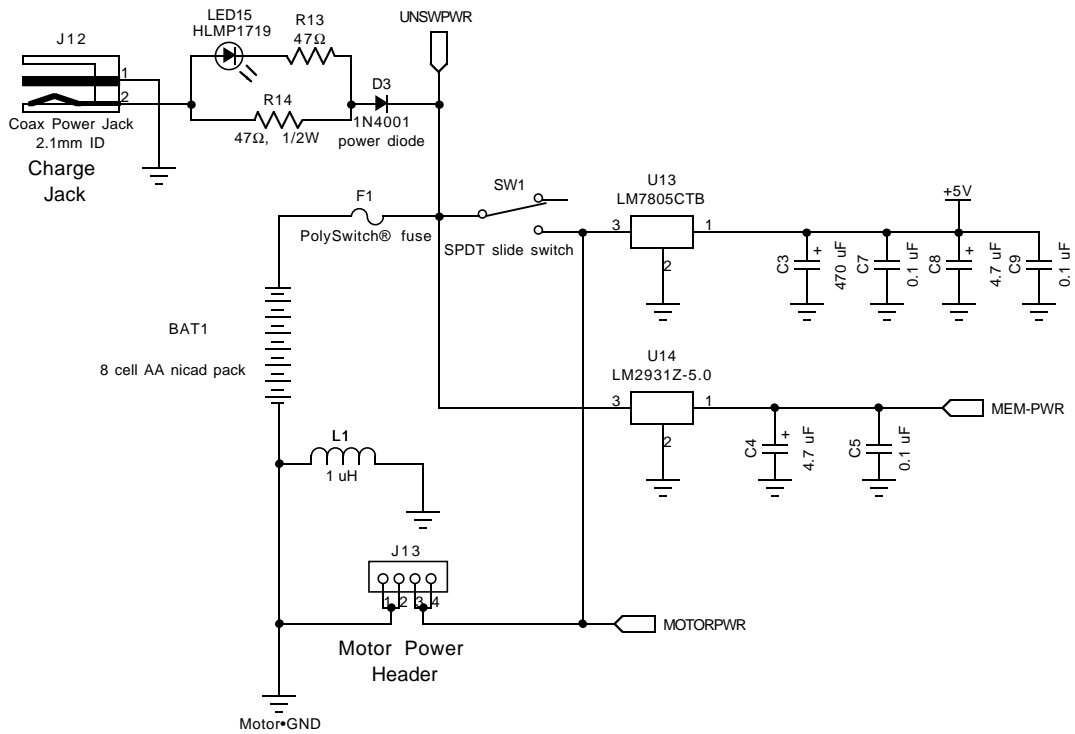 J12
1
2
Coax Power Jack
2.1mm ID
Charge
Jack
LED15
HLMP1719
R13
47Ω
R14
47Ω, 1/2W
D3
1N4001
power diode
UNSWPWR
F1
PolySwitch® fuse
SW1
SPDT slide switch
U13
LM7805CTB
3
1
2
+5V
C3
+
470 uF
C7
0.1 uF
C8
+
4.7 uF
C9
0.1 uF
BAT1
8 cell AA nicad pack
U14
LM2931Z-5.0
3
1
2
MEM-PWR
C4
+
4.7 uF
C5
0.1 uF
L1
1 uH
J13
1 2 3 4
MOTORPWR
Motor Power
Header
Motor•GND